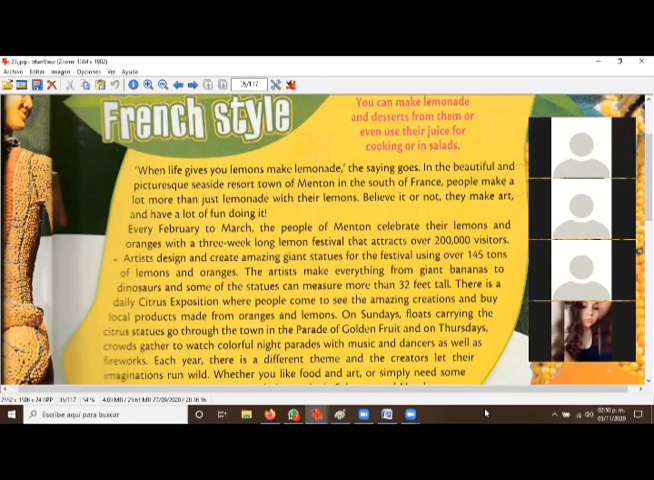 23.jpg - IrfanView (Zoom: 1364 x 1902)
Archivo Editar Imagen Opciones Ver Ayuda
35/117
French style
You can make lemonade
and desserts from them or
even use their juice for
cooking or in salads.
'When life gives you lemons make lemonade,' the saying goes. In the beautiful and
picturesque seaside resort town of Menton in the south of France, people make a
lot more than just lemonade with their lemons. Believe it or not, they make art,
and have a lot of fun doing it!
Every February to March, the people of Menton celebrate their lemons and
oranges with a three-week long lemon festival that attracts over 200,000 visitors.
- Artists design and create amazing giant statues for the festival using over 145 tons
of lemons and oranges. The artists make everything from giant bananas to
dinosaurs and some of the statues can measure more than 32 feet tall. There is a
daily Citrus Exposition where people come to see the amazing creations and buy
local products made from oranges and lemons. On Sundays, floats carrying the
citrus statues go through the town in the Parade of Golden Fruit and on Thursdays,
crowds gather to watch colorful night parades with music and dancers as well as
fireworks. Each year, there is a different theme and the creators let their
imaginations run wild. Whether you like food and art, or simply need some
35/117
Escribe aquí para buscar